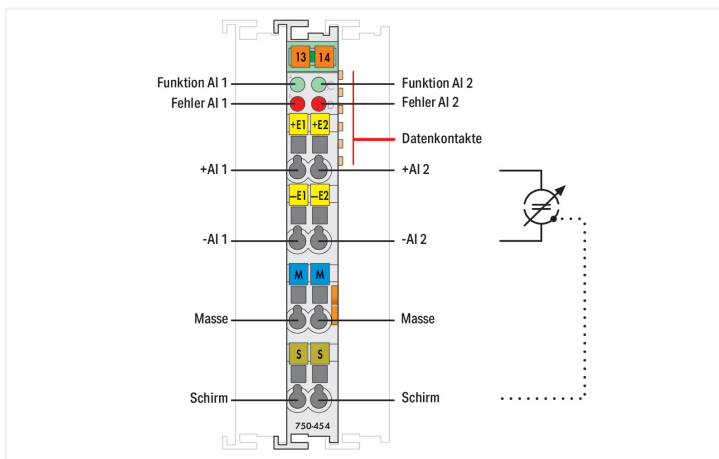 13 14
Funktion AI 1
C
Funktion AI 2
Fehler AI 1
D
Fehler AI 2
+E1 +E2
Datenkontakte
+AI 1
+AI 2
—E1 —E2
-AI 1
-AI 2
M M
Masse
Masse
S S
Schirm
Schirm
750-454